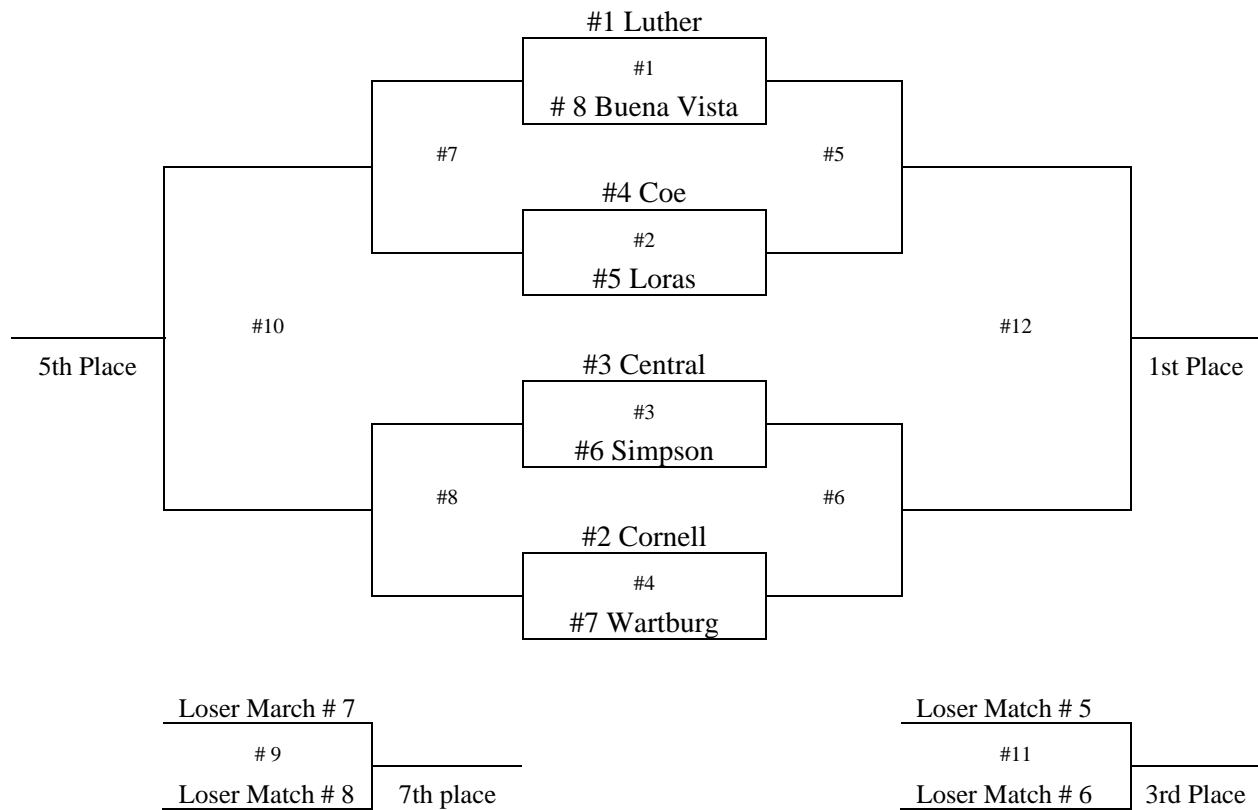 #1 Luther
#1
# 8 Buena Vista
#7
#5
#4 Coe
#2
#5 Loras
#10
#12
5th Place
1st Place
#3 Central
#3
#6 Simpson
#8
#6
#2 Cornell
#4
#7 Wartburg
Loser March # 7
Loser Match # 5
# 9
#11
Loser Match # 8
7th place
Loser Match # 6
3rd Place